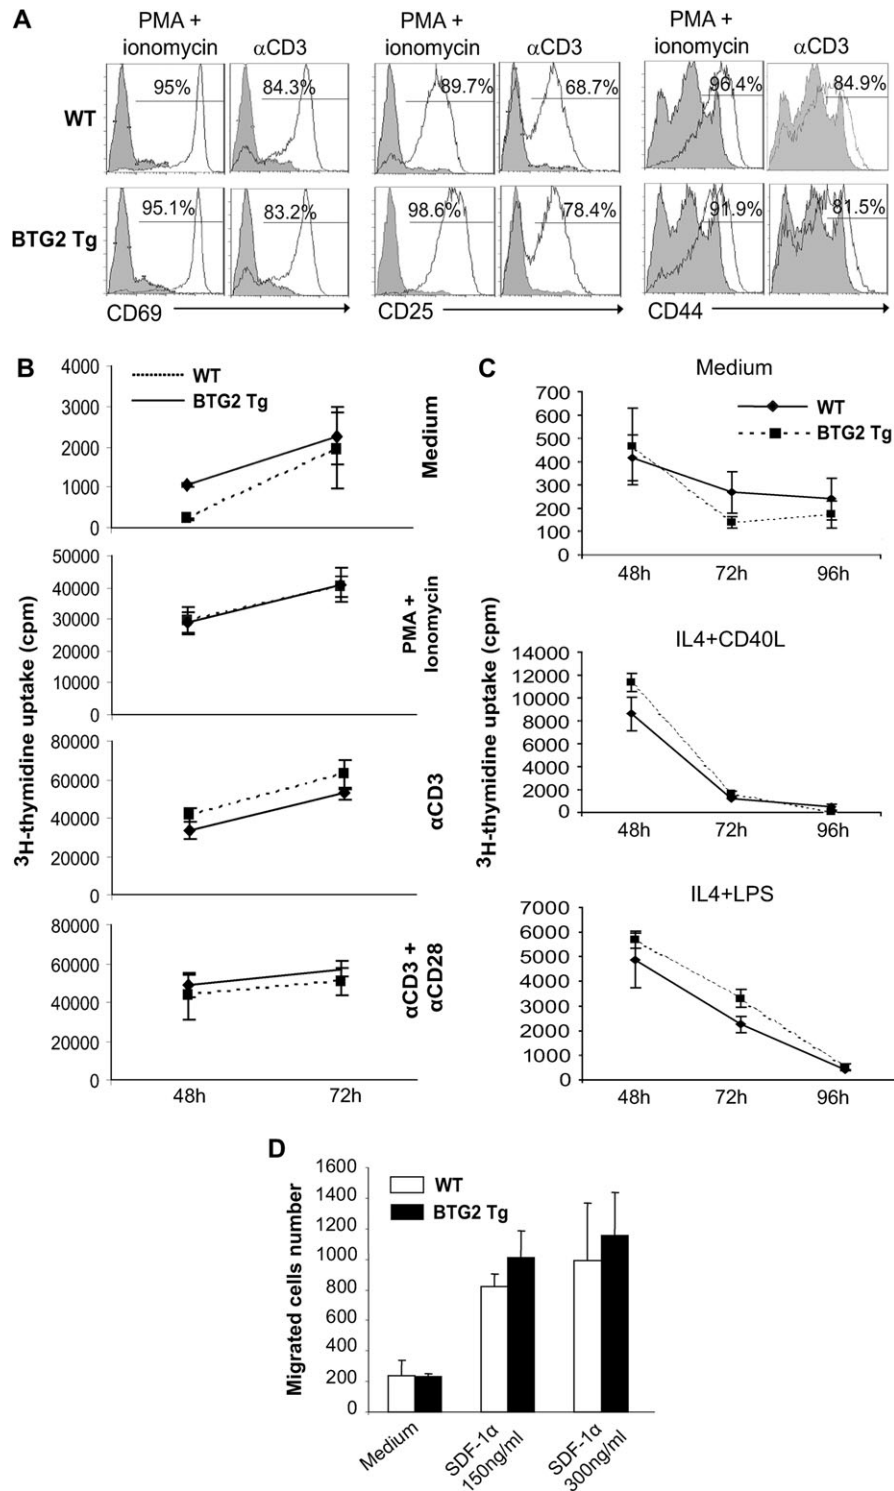 A
PMA +
ionomycin
αCD3
PMA +
ionomycin
αCD3
PMA +
ionomycin
αCD3
WT
95%
84.3%
89.7%
68.7%
96.4%
84.9%
BTG2 Tg
95.1%
83.2%
98.6%
78.4%
91.9%
81.5%
CD69
CD25
CD44
B
WT
BTG2 Tg
4000
3000
2000
1000
0
Medium
50000
40000
30000
20000
10000
0
PMA +
Ionomycin
80000
60000
40000
20000
0
αCD3
80000
60000
40000
20000
0
αCD3 +
αCD28
48h 72h
³H-thymidine uptake (cpm)
C
Medium
WT
BTG2 Tg
700
600
500
400
300
200
100
0
48h 72h 96h
IL4+CD40L
14000
12000
10000
8000
6000
4000
2000
0
48h 72h 96h
³H-thymidine uptake (cpm)
IL4+LPS
7000
6000
5000
4000
3000
2000
1000
0
48h 72h 96h
D
WT
BTG2 Tg
1600
1400
1200
1000
800
600
400
200
0
Migrated cells number
Medium
SDF-1α
150ng/ml
SDF-1α
300ng/ml